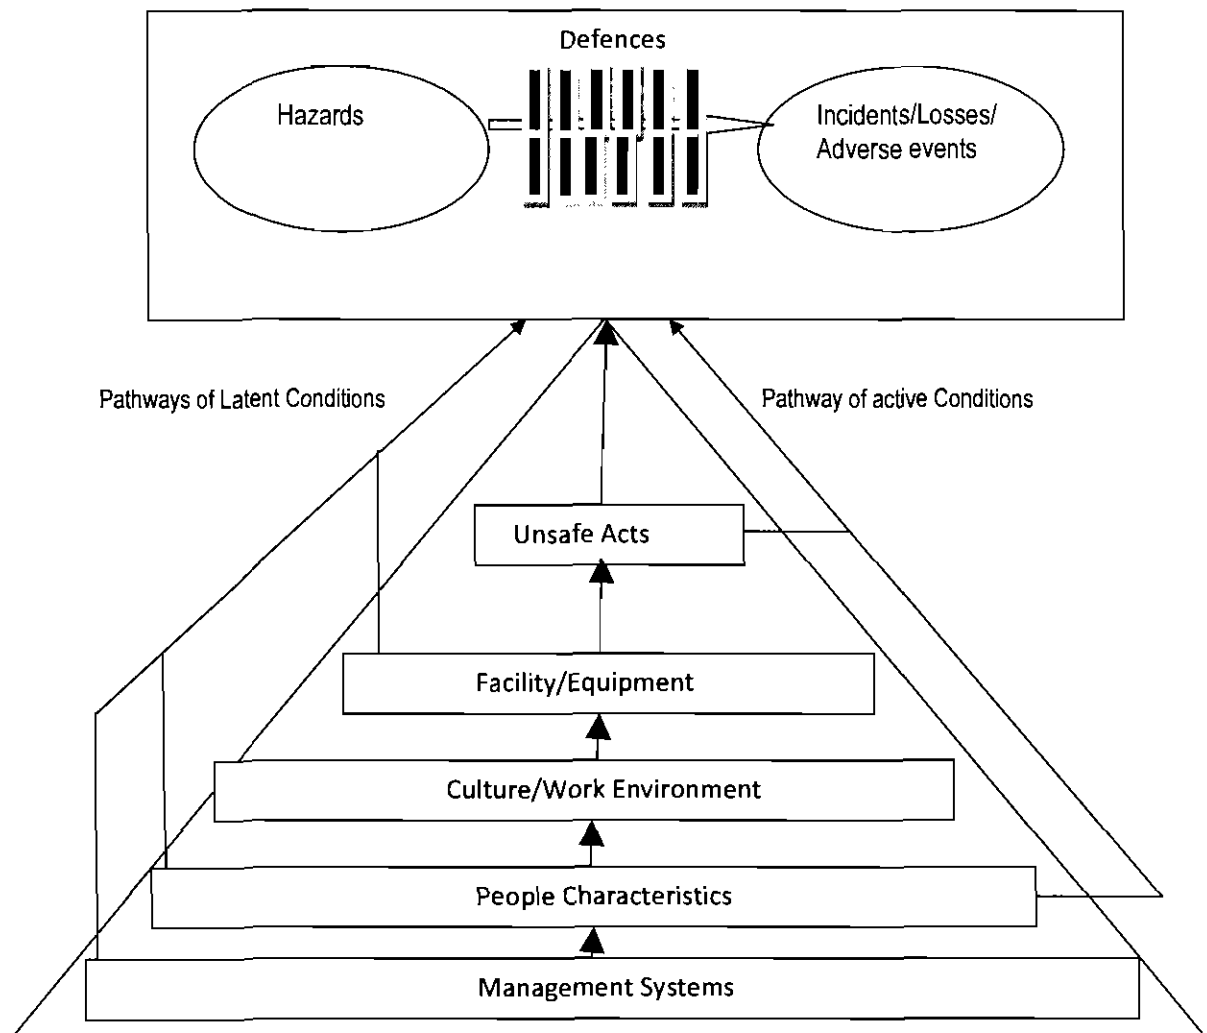 Defences
Hazards
Incidents/Losses/
Adverse events
Pathways of Latent Conditions
Pathway of active Conditions
Unsafe Acts
Facility/Equipment
Culture/Work Environment
People Characteristics
Management Systems